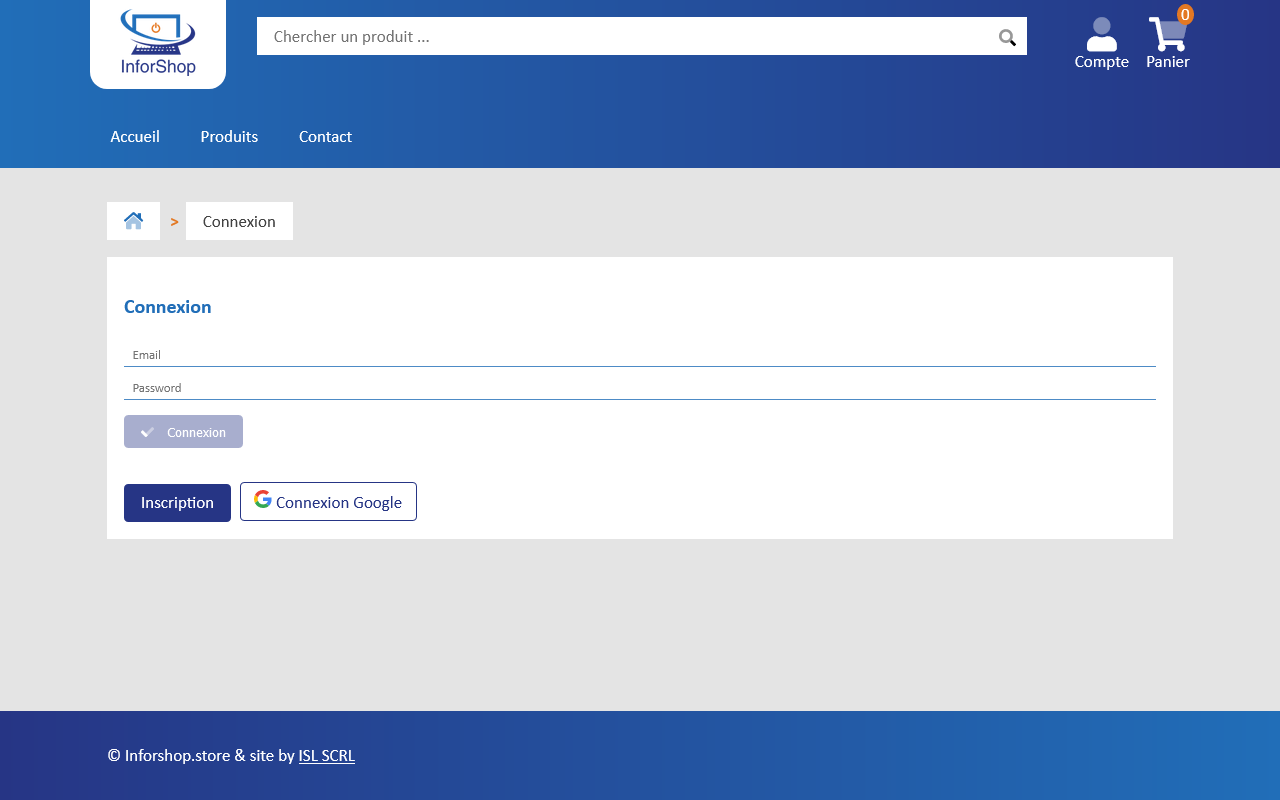 InforShop
Chercher un produit ...
0
Compte
Panier
Accueil
Produits
Contact
> Connexion
Connexion
Email
Password
Connexion
Inscription
Connexion Google
© Inforshop.store & site by ISL SCRL